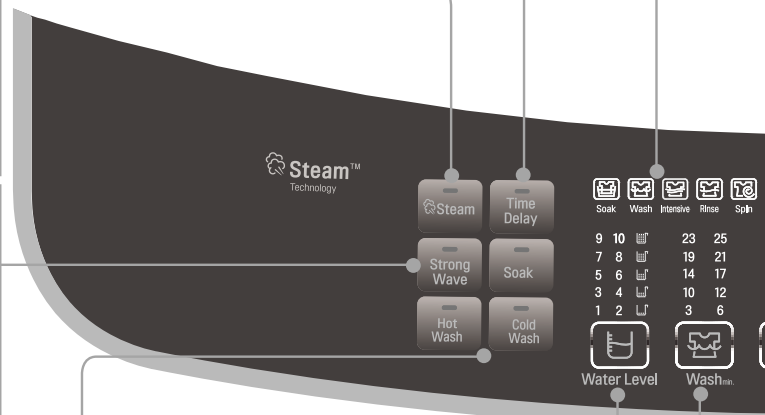 Steam™
Technology
Steam
Time
Delay
Strong
Wave
Soak
Hot
Wash
Cold
Wash
Soak Wash Intensive Rinse Spin
9 10 23 25
7 8 19 21
5 6 14 17
3 4 10 12
1 2 3 6
Water Level Wash min.